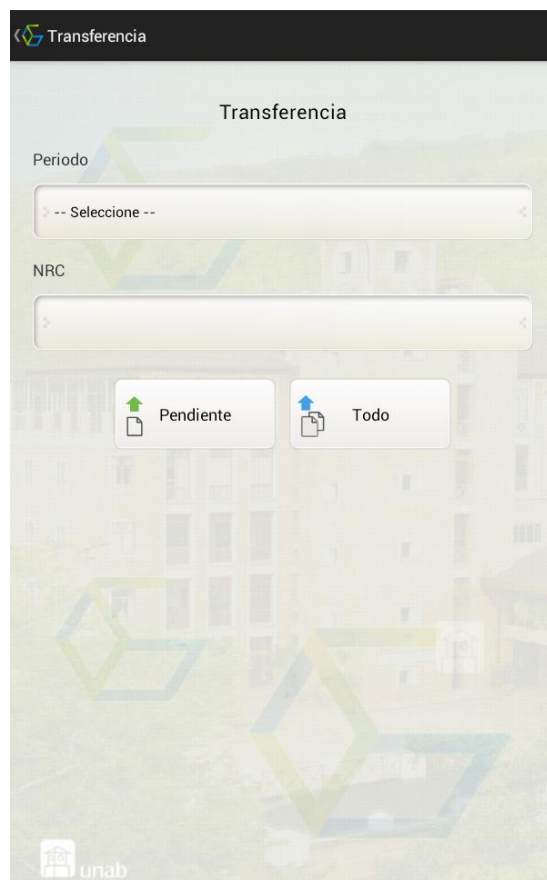 Transferencia
Transferencia
Periodo
-- Seleccione --
NRC
Pendiente
Todo
unab